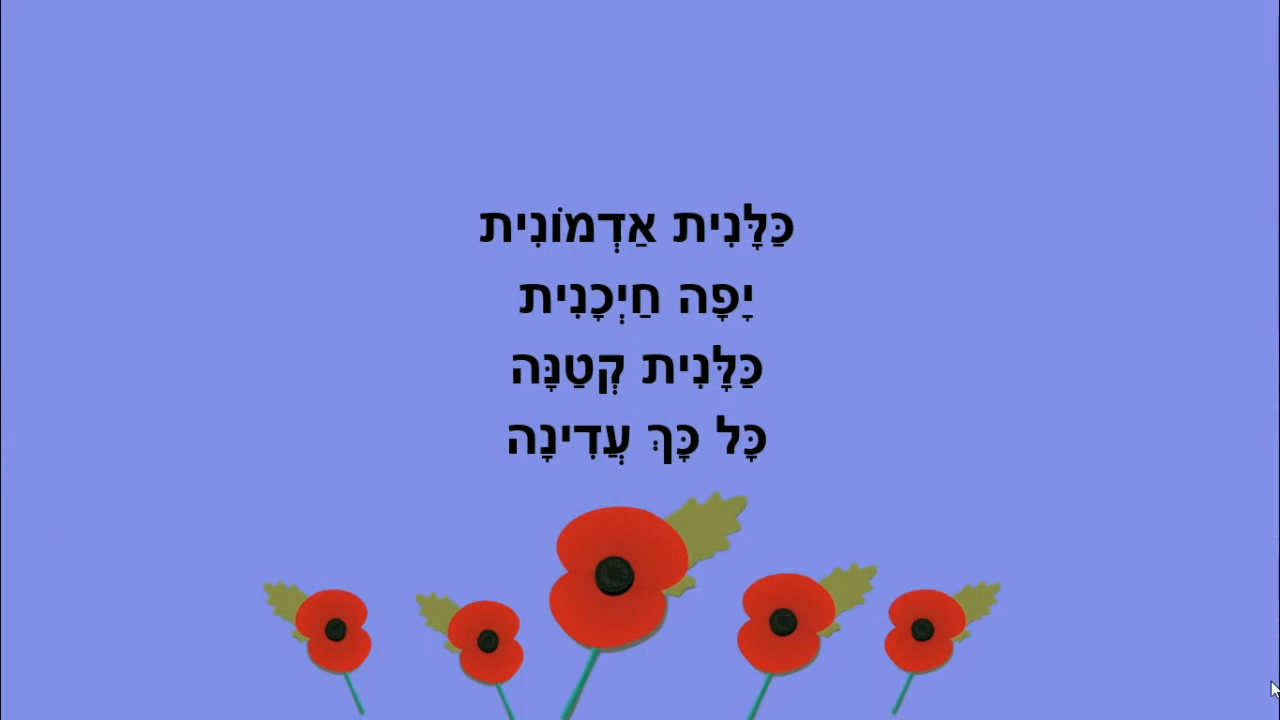 כַּלָּנִית אַדְמוֹנִית
יָפָה חַיְכָנִית
כַּלָּנִית קְטַנָּה
כָּל כָּךְ עֲדִינָה